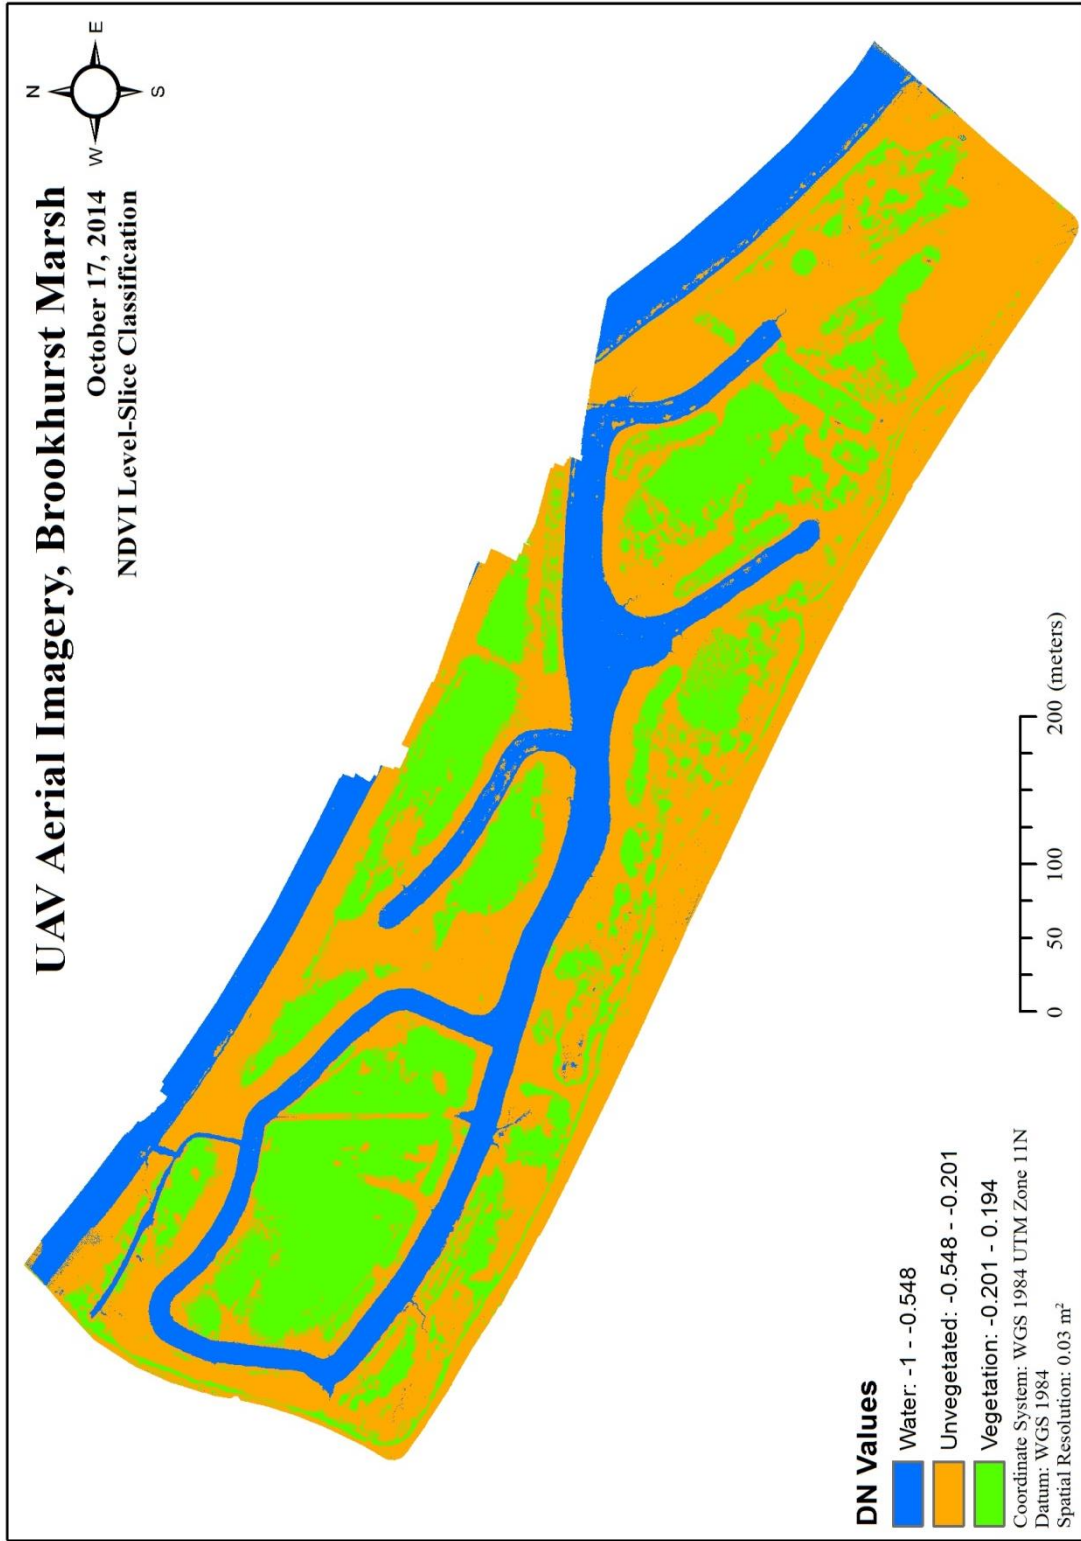 UAV Aerial Imagery, Brookhurst Marsh
October 17, 2014
NDVI Level-Slice Classification
N
W
E
S
DN Values
Water: -1 - -0.548
Unvegetated: -0.548 - -0.201
Vegetation: -0.201 - 0.194
Coordinate System: WGS 1984 UTM Zone 11N
Datum: WGS 1984
Spatial Resolution: 0.03 m²
0 50 100 200 (meters)